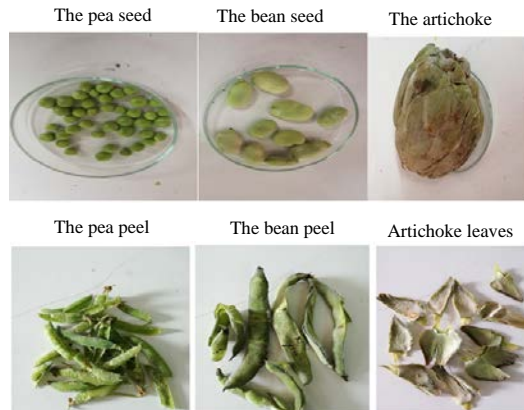 The pea seed
The bean seed
The artichoke
The pea peel
The bean peel
Artichoke leaves